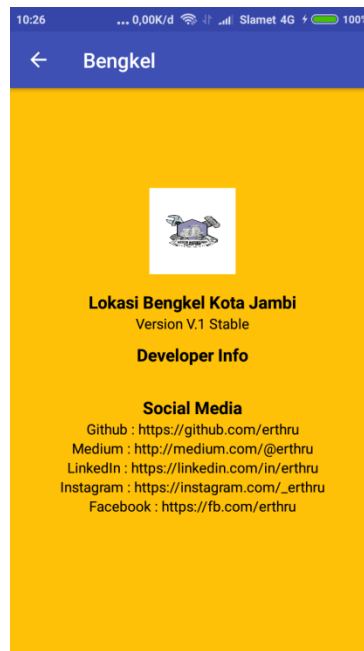 10:26 ... 0,00K/d Slamet 4G 100%
Bengkel
Lokasi Bengkel Kota Jambi
Version V.1 Stable
Developer Info
Social Media
Github : https://github.com/erthru
Medium : http://medium.com/@erthru
LinkedIn : https://linkedin.com/in/erthru
Instagram : https://instagram.com/_erthru
Facebook : https://fb.com/erthru